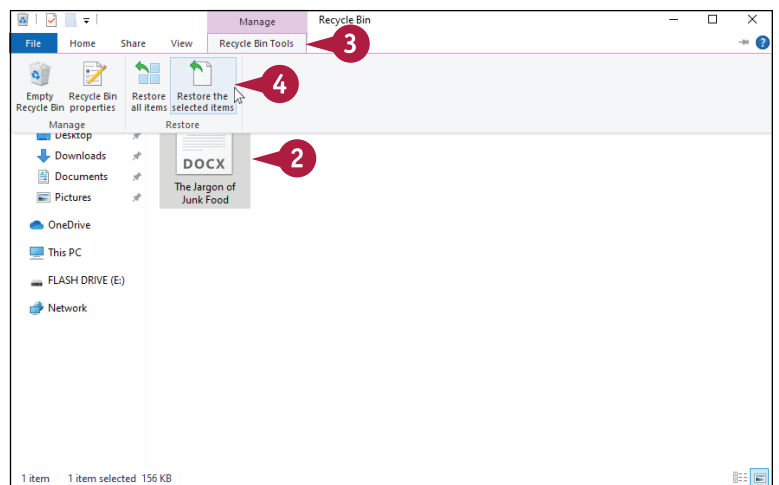 Manage Recycle Bin
File Home Share View Recycle Bin Tools 3
Empty Recycle Bin Restore Restore the 4
Recycle Bin properties all items selected items
Manage Restore
Desktop
Downloads
Documents
Pictures
OneDrive
This PC
FLASH DRIVE (E:)
Network
DOCX 2
The Jargon of
Junk Food
1 item 1 item selected 156 KB